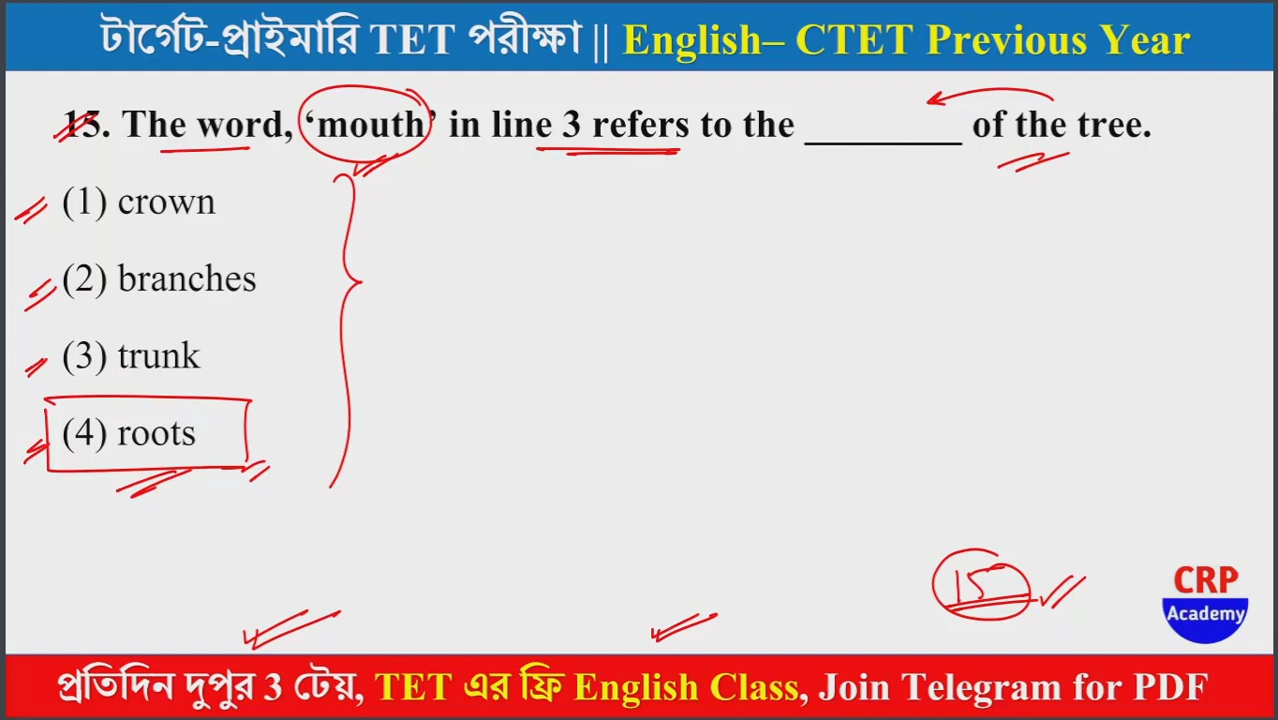 টার্গেট-প্রাইমারি TET পরীক্ষা || English– CTET Previous Year
15. The word, ‘mouth’ in line 3 refers to the ________ of the tree.
(1) crown
(2) branches
(3) trunk
(4) roots
15
CRP
Academy
প্রতিদিন দুপুর 3 টেয়, TET এর ফ্রি English Class, Join Telegram for PDF